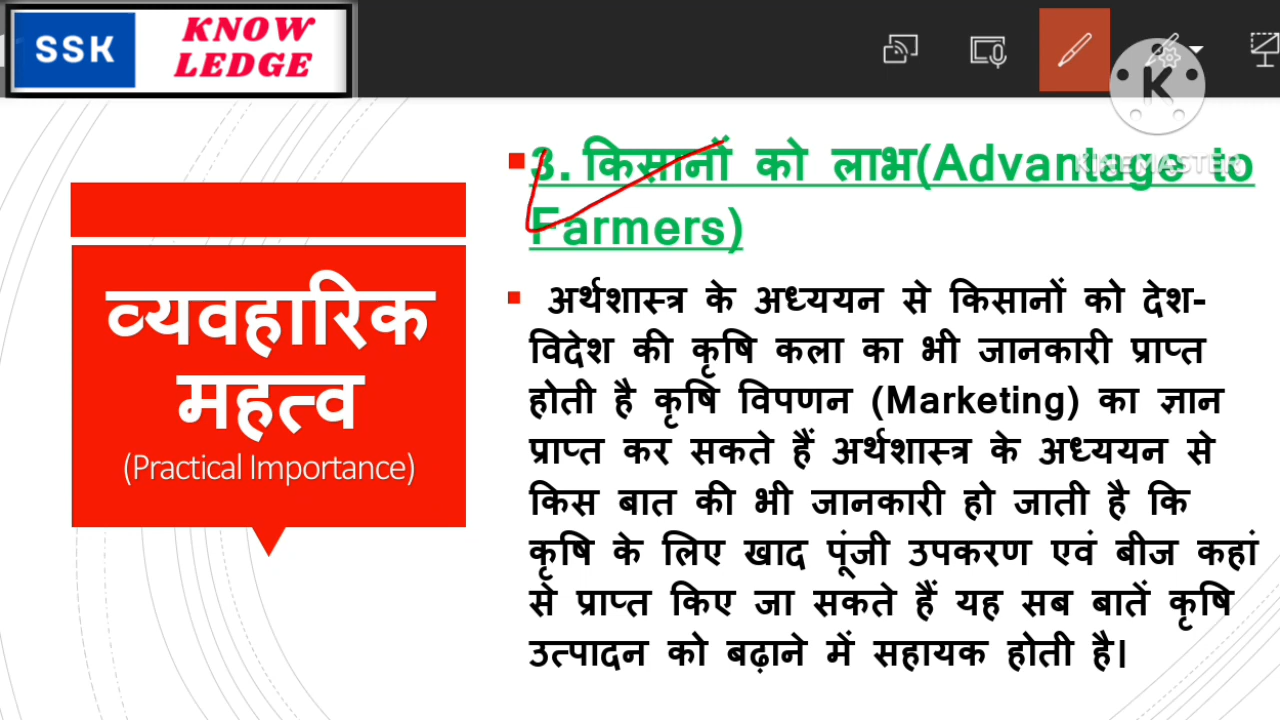 SSK
KNOW
LEDGE
K
KINEMASTER
3. किसानों को लाभ(Advantage to
Farmers)
व्यवहारिक
महत्व
(Practical Importance)
अर्थशास्त्र के अध्ययन से किसानों को देश-
विदेश की कृषि कला का भी जानकारी प्राप्त
होती है कृषि विपणन (Marketing) का ज्ञान
प्राप्त कर सकते हैं अर्थशास्त्र के अध्ययन से
किस बात की भी जानकारी हो जाती है कि
कृषि के लिए खाद पूंजी उपकरण एवं बीज कहां
से प्राप्त किए जा सकते हैं यह सब बातें कृषि
उत्पादन को बढ़ाने में सहायक होती है।